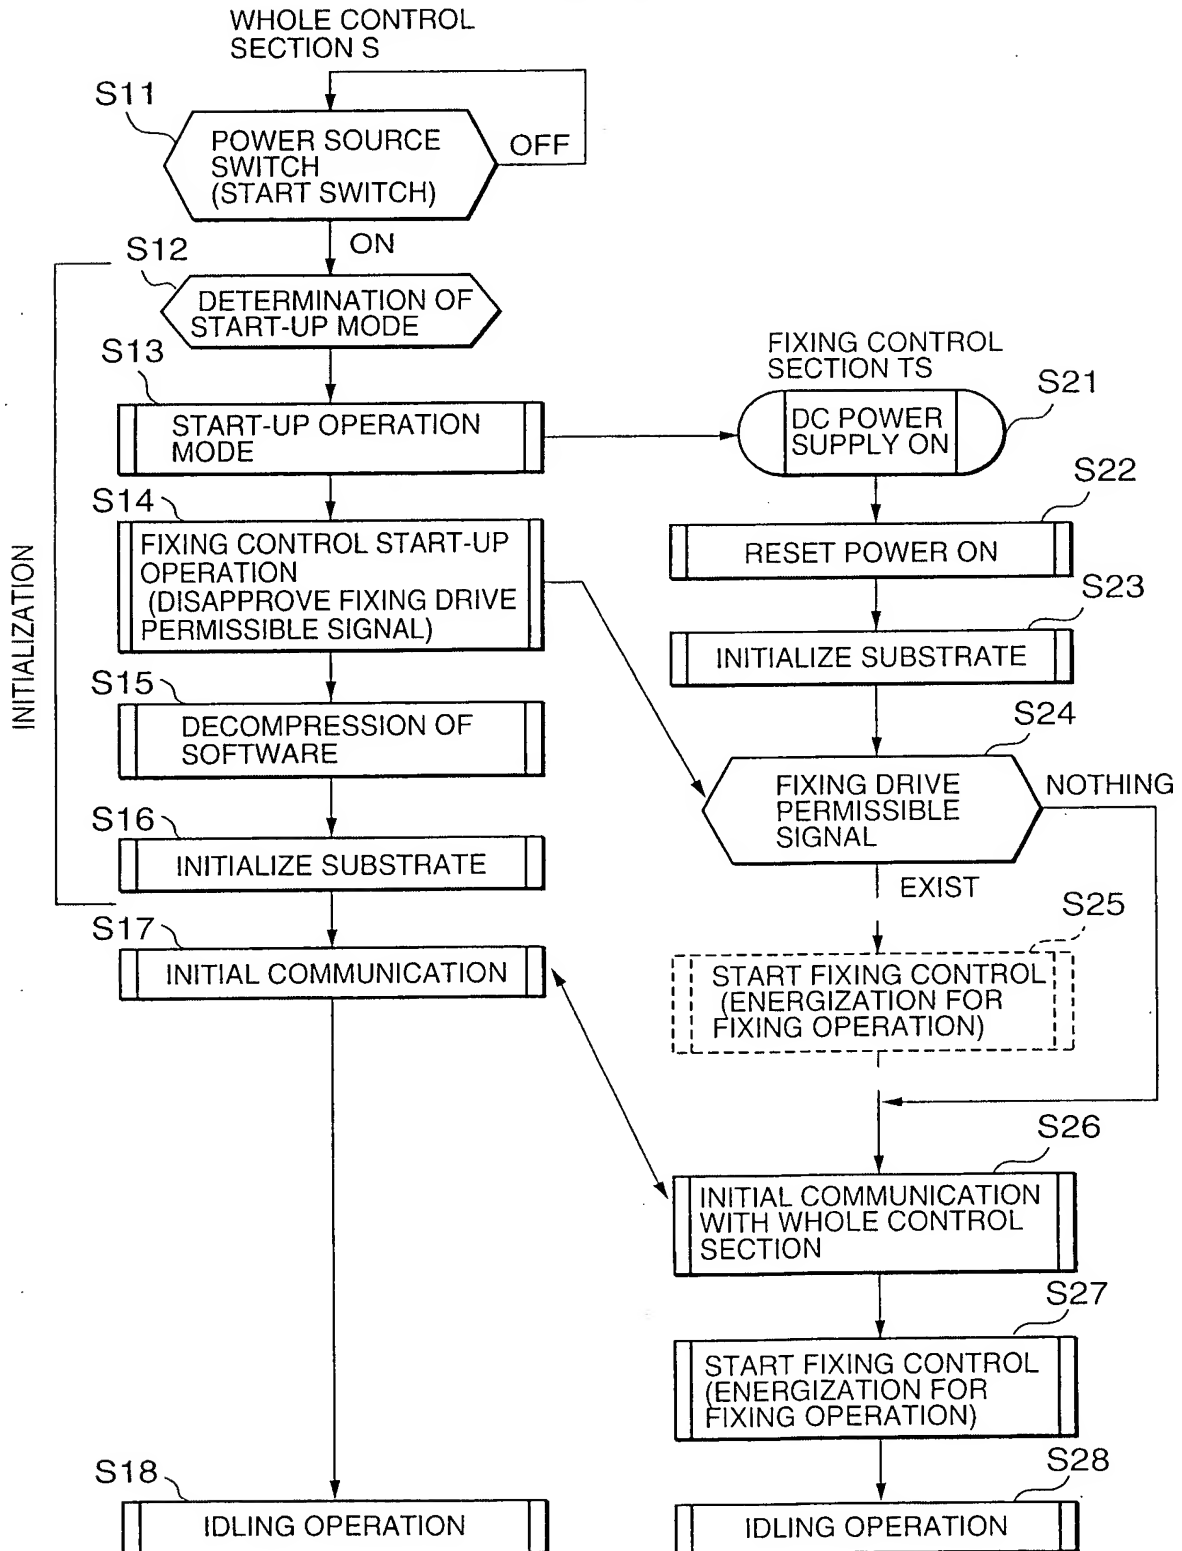 WHOLE CONTROL
SECTION S
S11
POWER SOURCE
SWITCH
(START SWITCH)
OFF
ON
S12
DETERMINATION OF
START-UP MODE
S13
START-UP OPERATION
MODE
S14
FIXING CONTROL START-UP
OPERATION
(DISAPPROVE FIXING DRIVE
PERMISSIBLE SIGNAL)
S15
DECOMPRESSION OF
SOFTWARE
S16
INITIALIZE SUBSTRATE
INITIALIZATION
S17
INITIAL COMMUNICATION
S18
IDLING OPERATION
FIXING CONTROL
SECTION TS
S21
DC POWER
SUPPLY ON
S22
RESET POWER ON
S23
INITIALIZE SUBSTRATE
S24
FIXING DRIVE
PERMISSIBLE
SIGNAL
NOTHING
EXIST
S25
START FIXING CONTROL
(ENERGIZATION FOR
FIXING OPERATION)
S26
INITIAL COMMUNICATION
WITH WHOLE CONTROL
SECTION
S27
START FIXING CONTROL
(ENERGIZATION FOR
FIXING OPERATION)
S28
IDLING OPERATION